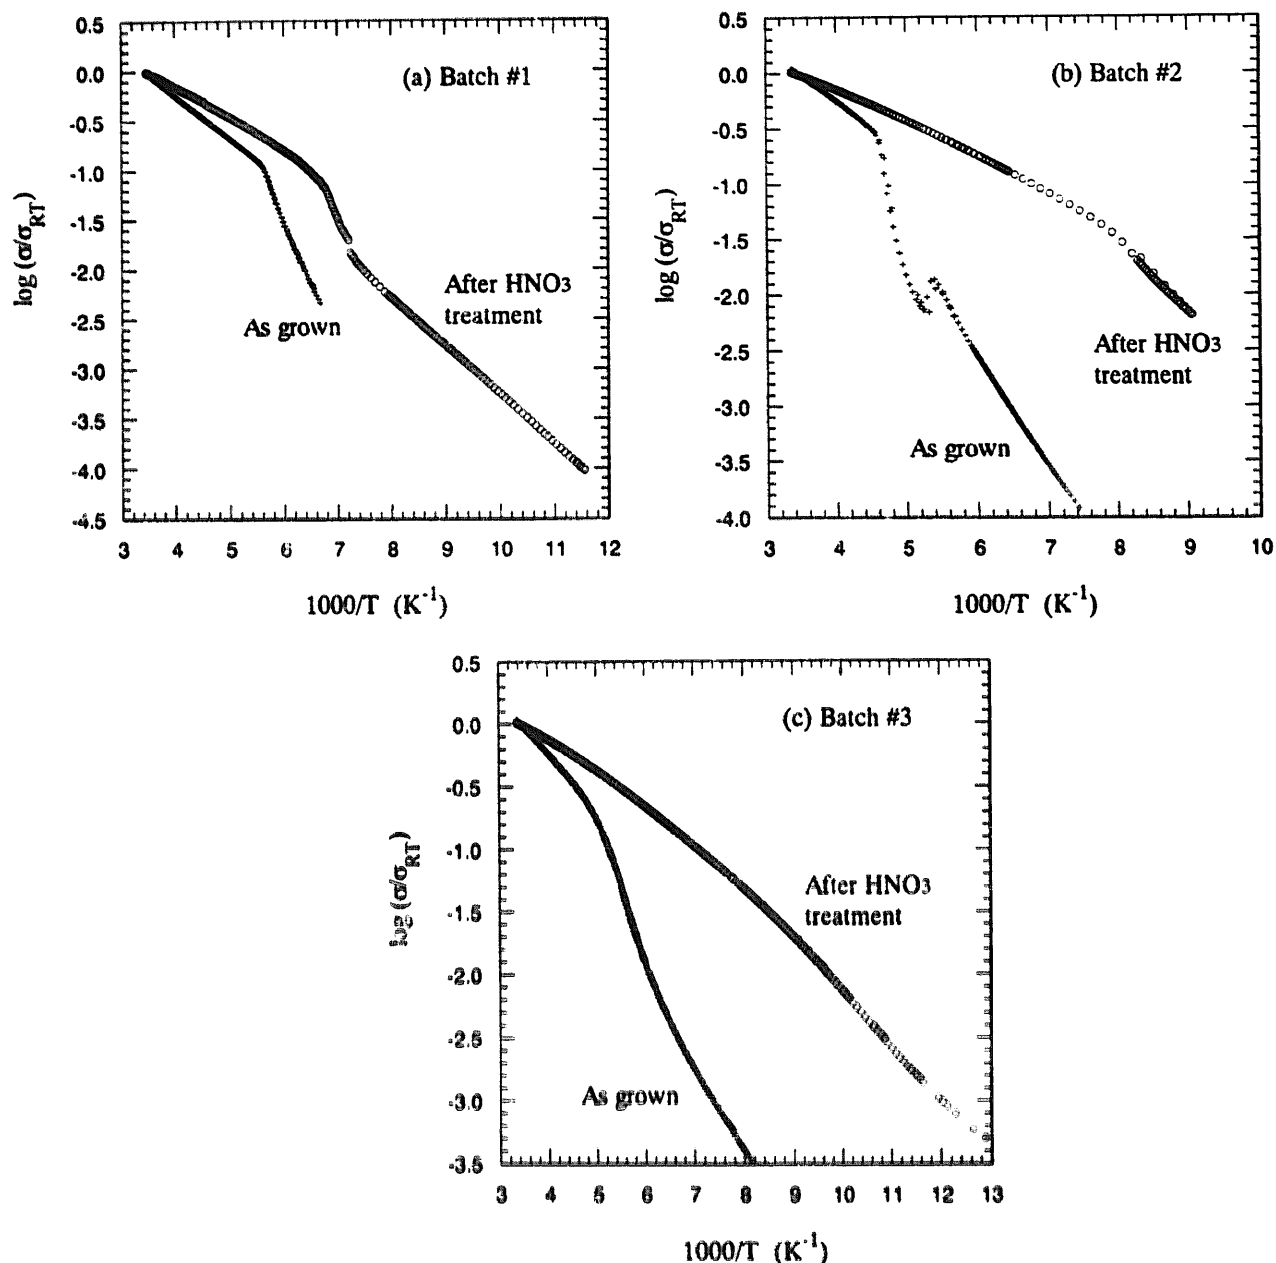 (a) Batch #1
0.5
0.0
-0.5
-1.0
-1.5
-2.0
-2.5
-3.0
-3.5
-4.0
-4.5
log (σ/σRT)
After HNO3
treatment
As grown
3 4 5 6 7 8 9 10 11 12
1000/T (K-1)
(b) Batch #2
0.5
0.0
-0.5
-1.0
-1.5
-2.0
-2.5
-3.0
-3.5
-4.0
log (σ/σRT)
After HNO3
treatment
As grown
3 4 5 6 7 8 9 10
1000/T (K-1)
(c) Batch #3
0.5
0.0
-0.5
-1.0
-1.5
-2.0
-2.5
-3.0
-3.5
log (σ/σRT)
After HNO3
treatment
As grown
3 4 5 6 7 8 9 10 11 12 13
1000/T (K-1)